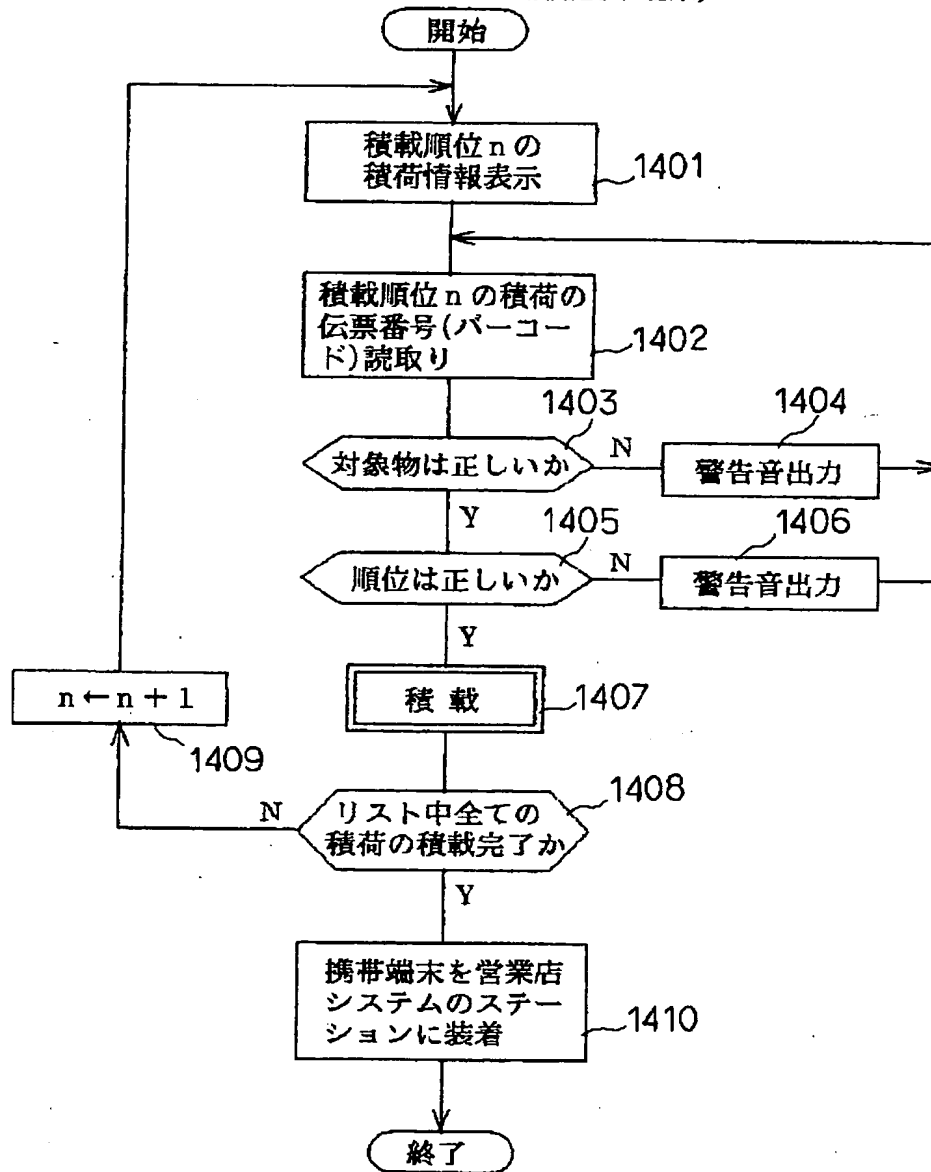 開始
積載順位nの
積荷情報表示
1401
積載順位nの積荷の
伝票番号(バーコー
ド)読取り
1402
1403
対象物は正しいか
N
1404
警告音出力
Y
1405
順位は正しいか
N
1406
警告音出力
Y
n←n+1
1409
積載
1407
1408
リスト中全ての
積荷の積載完了か
N
Y
携帯端末を営業店
システムのステー
ションに装着
1410
終了